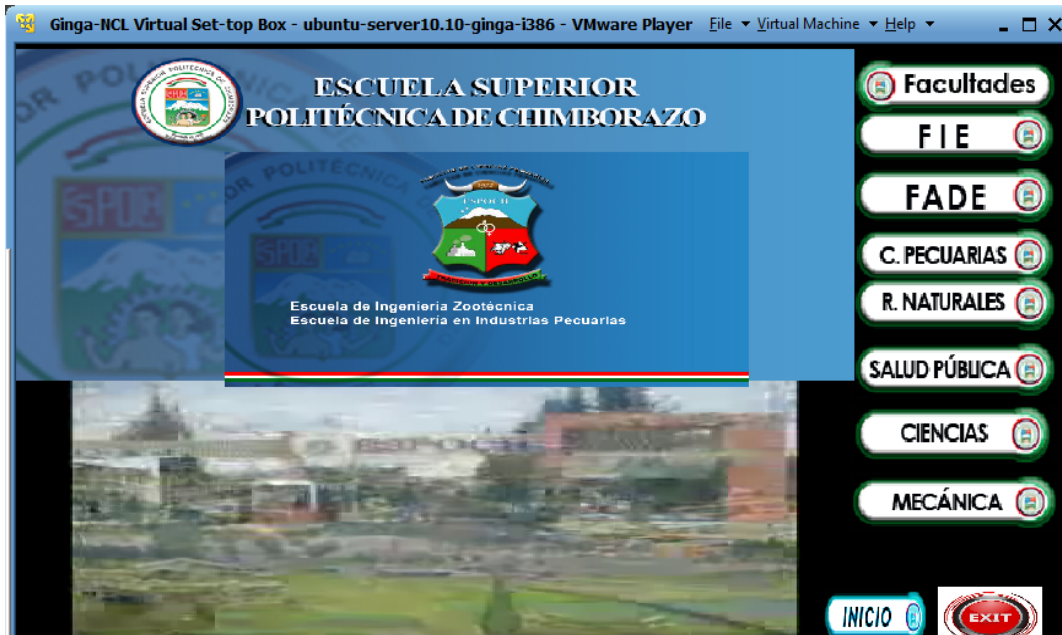 Ginga-NCL Virtual Set-top Box - ubuntu-server10.10-ginga-i386 - VMware Player File Virtual Machine Help
ESCUELA SUPERIOR
POLITÉCNICA DE CHIMBORAZO
ESPOCH
Escuela de Ingeniería Zootécnica
Escuela de Ingeniería en Industrias Pecuarias
Facultades
FIE
FADE
C. PECUARIAS
R. NATURALES
SALUD PÚBLICA
CIENCIAS
MECÁNICA
INICIO
EXIT